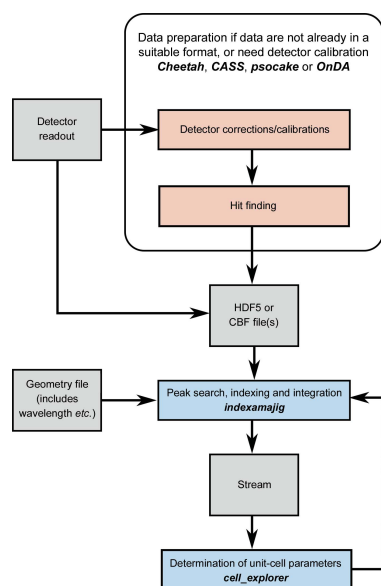 Data preparation if data are not already in a
suitable format, or need detector calibration
Cheetah, CASS, psocake or OnDA
Detector
readout
Detector corrections/calibrations
Hit finding
HDF5 or
CBF file(s)
Geometry file
(includes
wavelength etc.)
Peak search, indexing and integration
indexamajig
Stream
Determination of unit-cell parameters
cell_explorer